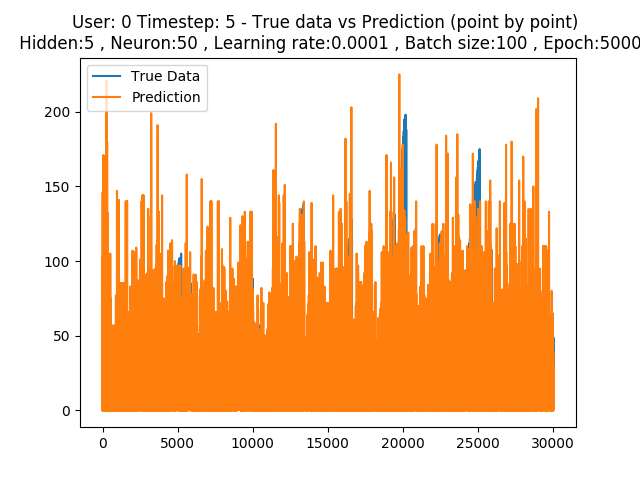 User: 0 Timestep: 5 - True data vs Prediction (point by point)
Hidden:5 , Neuron:50 , Learning rate:0.0001 , Batch size:100 , Epoch:5000
True Data
Prediction
200
150
100
50
0
0 5000 10000 15000 20000 25000 30000